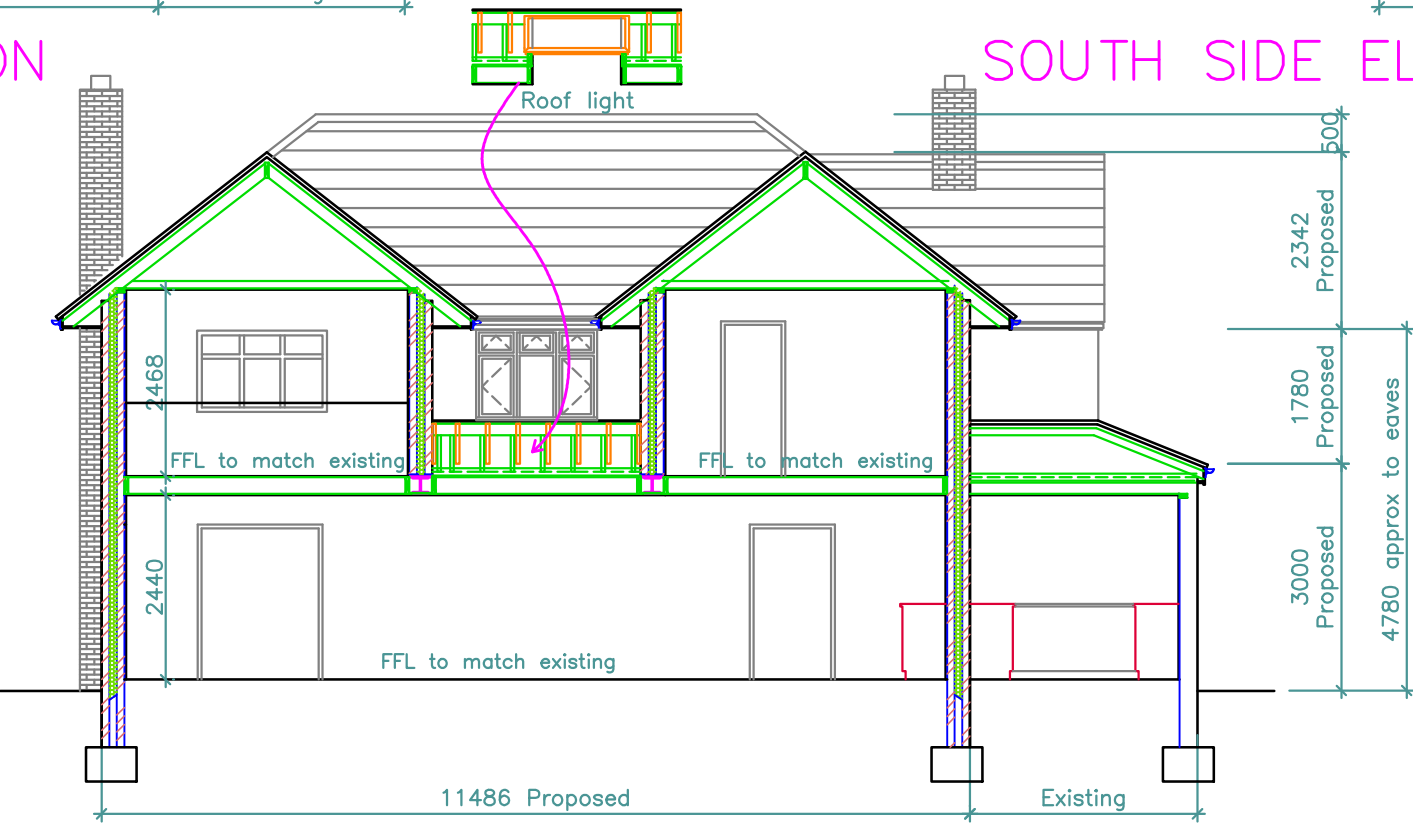 ON
SOUTH SIDE EL
Roof light
500
2342
Proposed
2468
1780
Proposed
4780 approx to eaves
FFL to match existing
FFL to match existing
2440
3000
Proposed
FFL to match existing
11486 Proposed
Existing